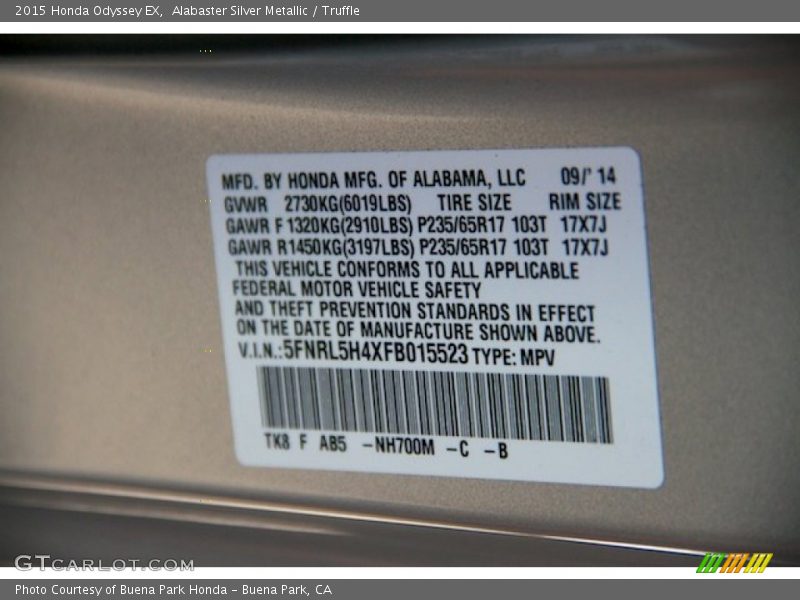 2015 Honda Odyssey EX,  Alabaster Silver Metallic / Truffle
MFD. BY HONDA MFG. OF ALABAMA, LLC 09/' 14
GVWR 2730KG(6019LBS) TIRE SIZE RIM SIZE
GAWR F 1320KG(2910LBS) P235/65R17 103T 17X7J
GAWR R1450KG(3197LBS) P235/65R17 103T 17X7J
THIS VEHICLE CONFORMS TO ALL APPLICABLE
FEDERAL MOTOR VEHICLE SAFETY
AND THEFT PREVENTION STANDARDS IN EFFECT
ON THE DATE OF MANUFACTURE SHOWN ABOVE.
V.I.N.:5FNRL5H4XFB015523 TYPE: MPV
TK8 F AB5 -NH700M -C -B
GTCARLOT.COM
Photo Courtesy of Buena Park Honda - Buena Park, CA